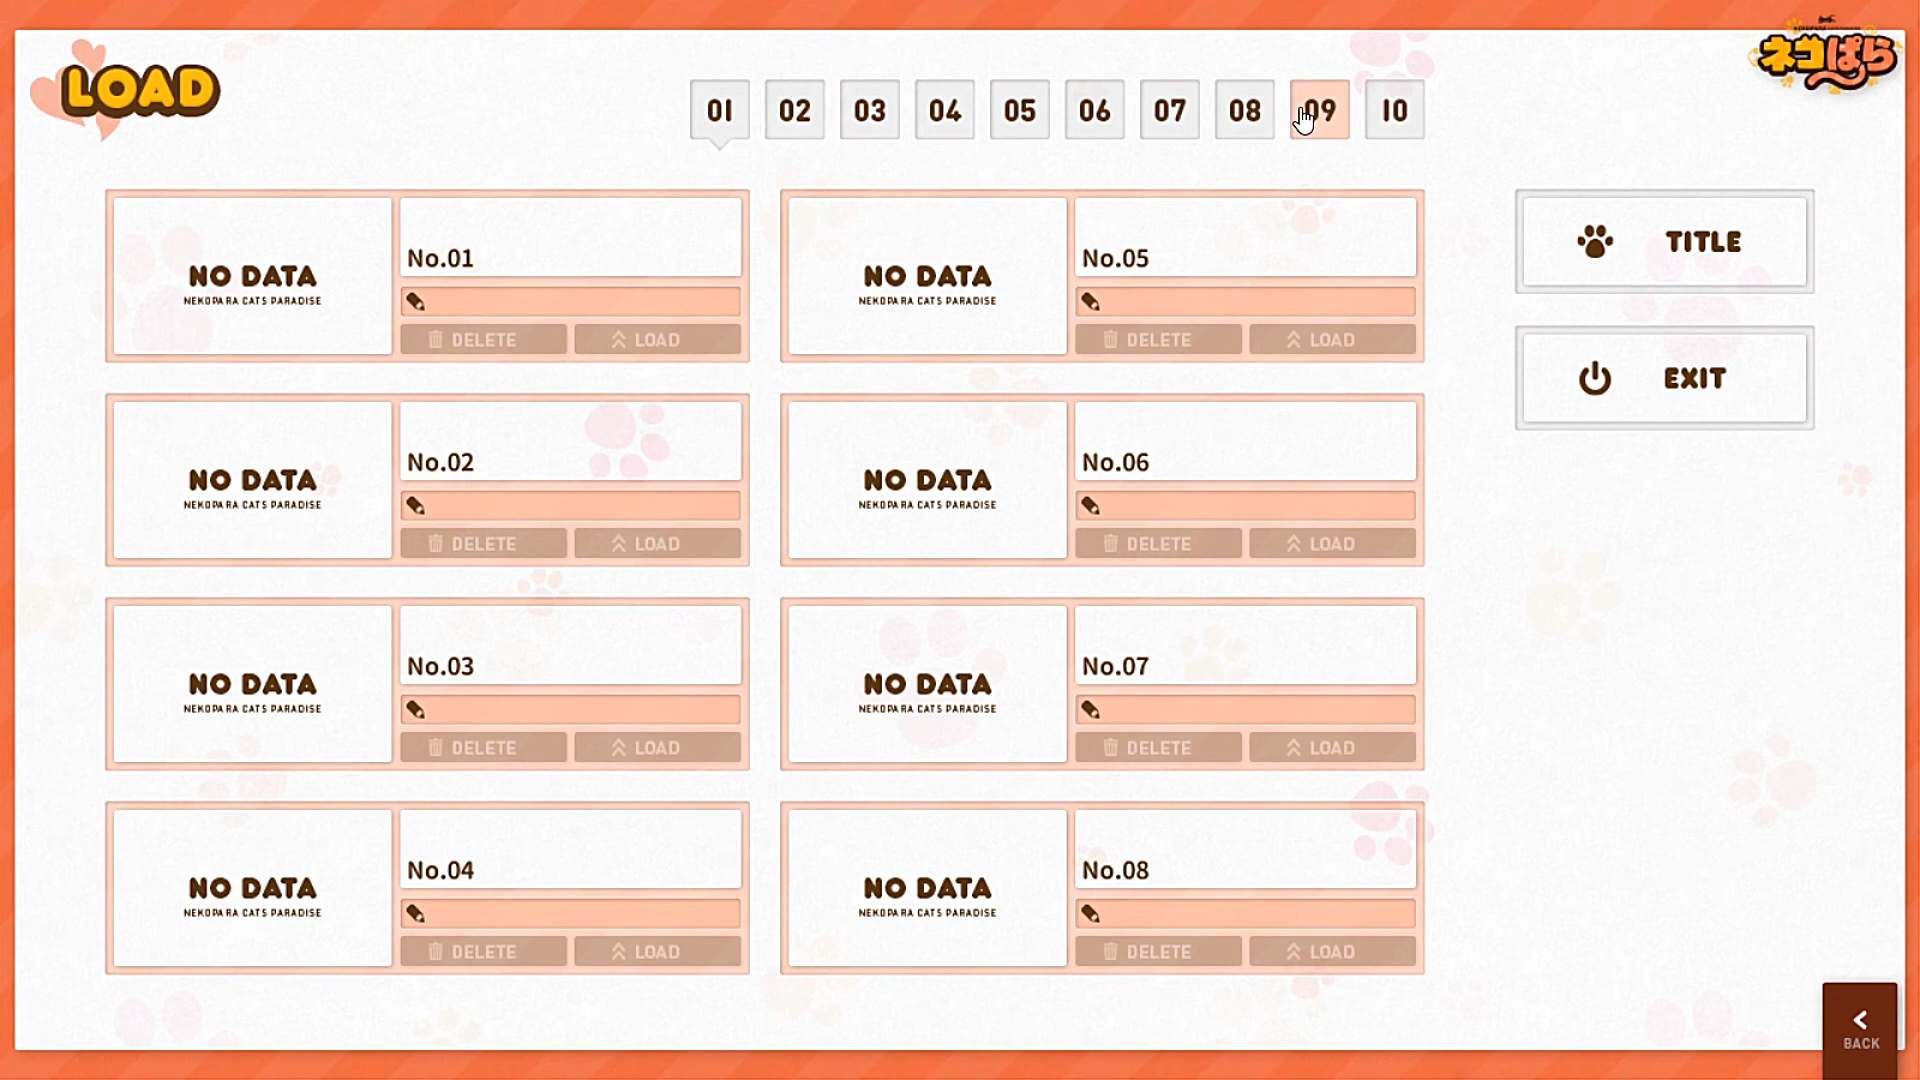 LOAD
01 02 03 04 05 06 07 08 09 10
ネコぱら
NO DATA
NEKOPARA CATS PARADISE
No.01
DELETE LOAD
NO DATA
NEKOPARA CATS PARADISE
No.05
DELETE LOAD
TITLE
EXIT
NO DATA
NEKOPARA CATS PARADISE
No.02
DELETE LOAD
NO DATA
NEKOPARA CATS PARADISE
No.06
DELETE LOAD
NO DATA
NEKOPARA CATS PARADISE
No.03
DELETE LOAD
NO DATA
NEKOPARA CATS PARADISE
No.07
DELETE LOAD
NO DATA
NEKOPARA CATS PARADISE
No.04
DELETE LOAD
NO DATA
NEKOPARA CATS PARADISE
No.08
DELETE LOAD
BACK